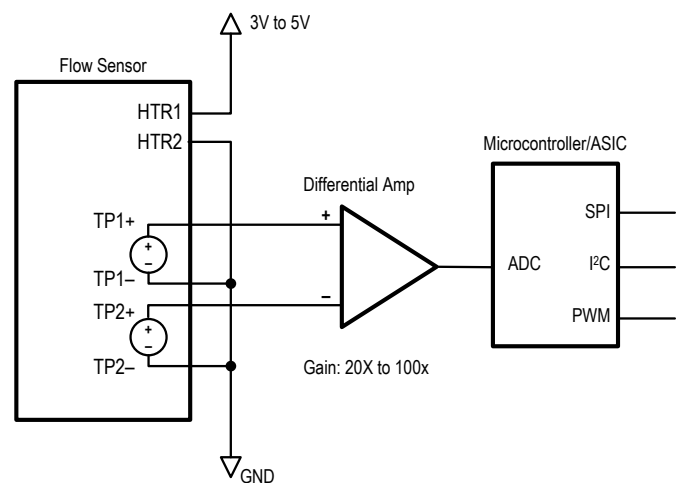 3V to 5V
Flow Sensor
HTR1
HTR2
Microcontroller/ASIC
Differential Amp
TP1+
+
SPI
+
–
ADC
I²C
TP1–
TP2+
–
PWM
+
–
TP2–
Gain: 20X to 100x
GND